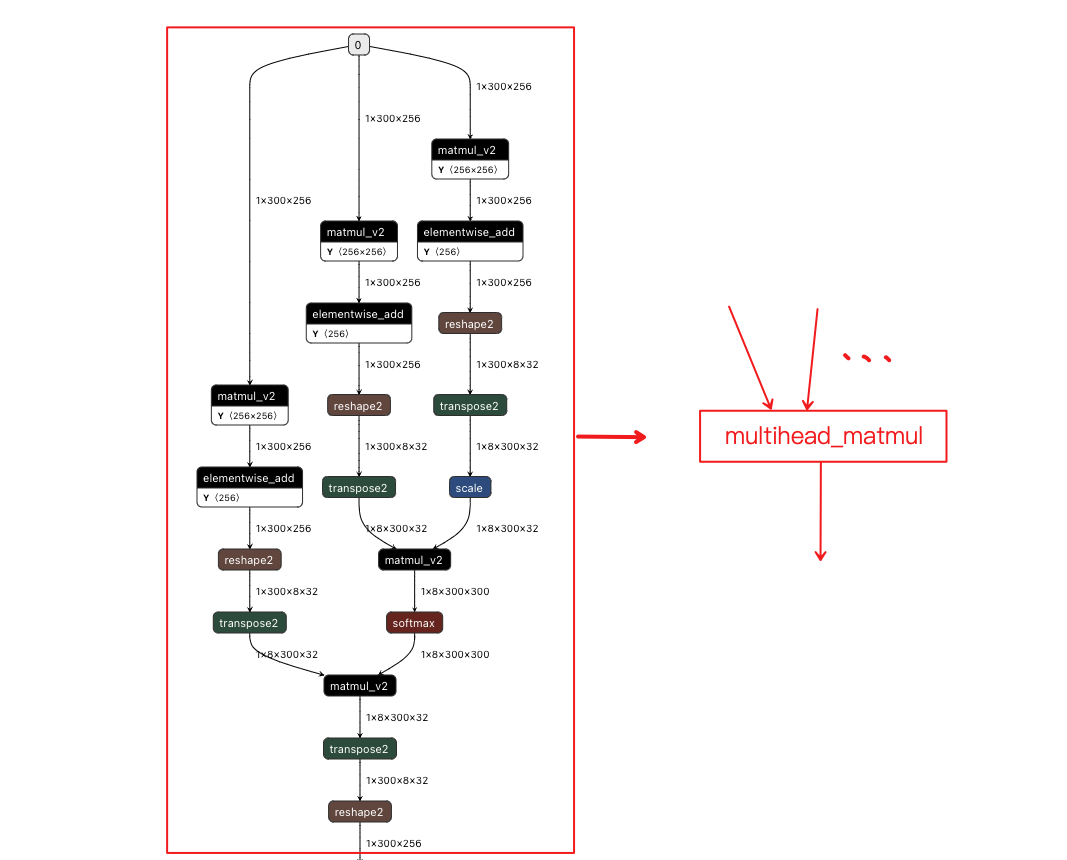 0
1×300×256
1×300×256
matmul_v2
Y ⟨256×256⟩
1×300×256
1×300×256
matmul_v2
Y ⟨256×256⟩
elementwise_add
Y ⟨256⟩
1×300×256
1×300×256
elementwise_add
Y ⟨256⟩
reshape2
1×300×256
1×300×8×32
matmul_v2
Y ⟨256×256⟩
reshape2
transpose2
multihead_matmul
1×300×256
1×300×8×32
1×8×300×32
elementwise_add
Y ⟨256⟩
transpose2
scale
1×300×256
1×8×300×32
1×8×300×32
reshape2
matmul_v2
1×300×8×32
1×8×300×300
transpose2
softmax
1×8×300×32
1×8×300×300
matmul_v2
1×8×300×32
transpose2
1×300×8×32
reshape2
1×300×256